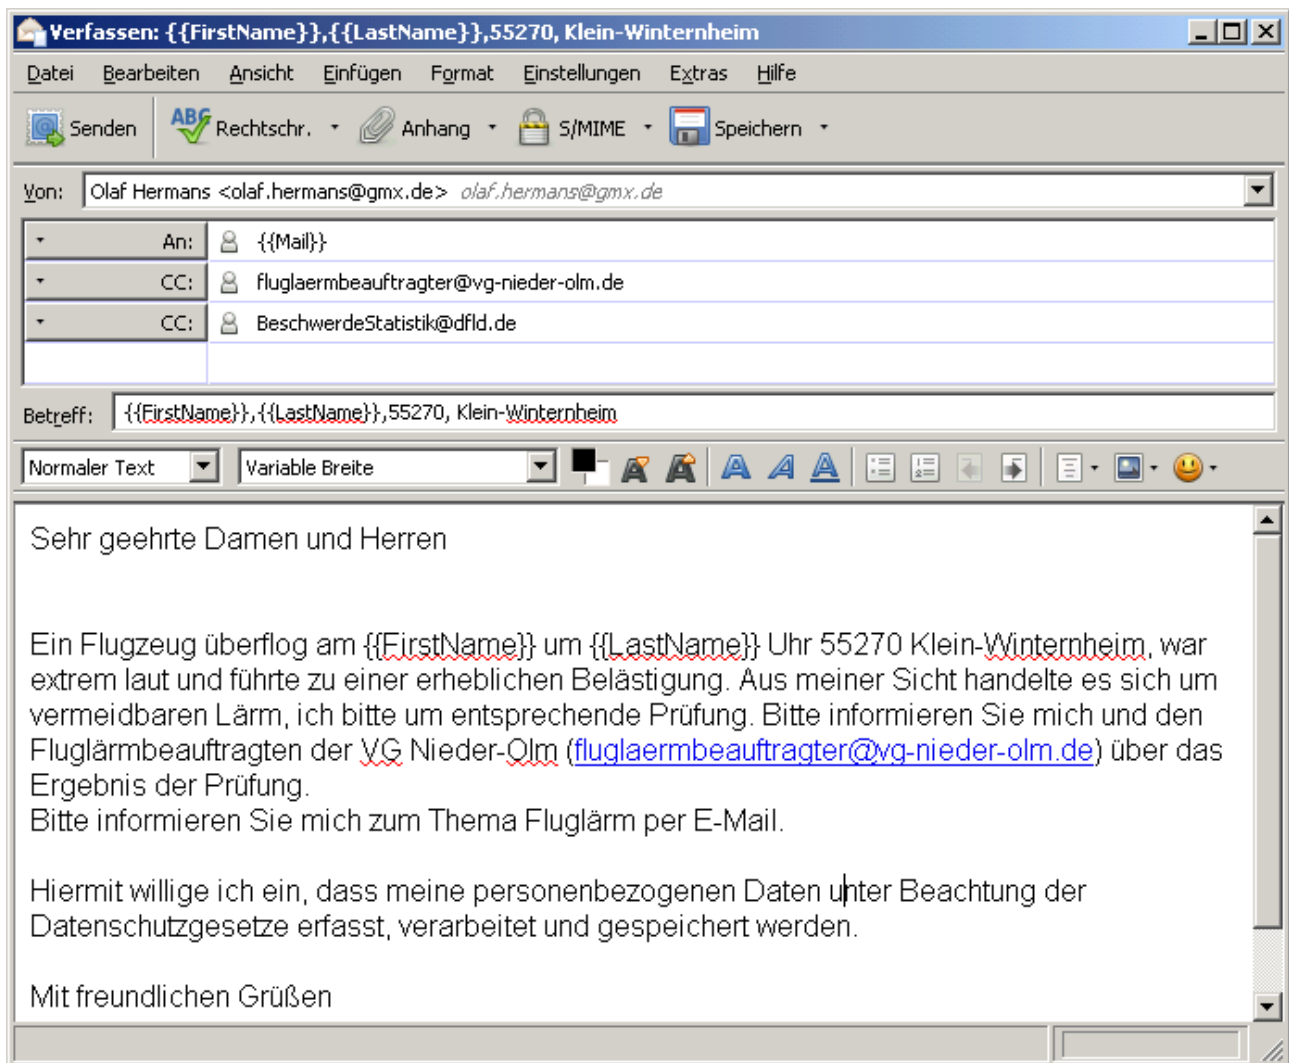 Verfassen: {{FirstName}},{{LastName}},55270, Klein-Winternheim
Datei Bearbeiten Ansicht Einfügen Format Einstellungen Extras Hilfe
Senden ABC Rechtschr. Anhang S/MIME Speichern
Von: Olaf Hermans <olaf.hermans@gmx.de> olaf.hermans@gmx.de
An: {{Mail}}
CC: fluglaermbeauftragter@vg-nieder-olm.de
CC: BeschwerdeStatistik@dfld.de
Betreff: {{FirstName}},{{LastName}},55270, Klein-Winternheim
Normaler Text Variable Breite
Sehr geehrte Damen und Herren
Ein Flugzeug überflog am {{FirstName}} um {{LastName}} Uhr 55270 Klein-Winternheim, war
extrem laut und führte zu einer erheblichen Belästigung. Aus meiner Sicht handelte es sich um
vermeidbaren Lärm, ich bitte um entsprechende Prüfung. Bitte informieren Sie mich und den
Fluglärmbeauftragten der VG Nieder-Olm (fluglaermbeauftragter@vg-nieder-olm.de) über das
Ergebnis der Prüfung.
Bitte informieren Sie mich zum Thema Fluglärm per E-Mail.
Hiermit willige ich ein, dass meine personenbezogenen Daten unter Beachtung der
Datenschutzgesetze erfasst, verarbeitet und gespeichert werden.
Mit freundlichen Grüßen